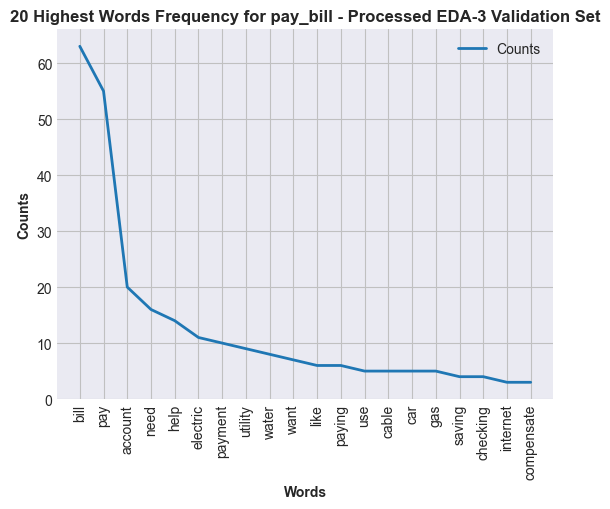 20 Highest Words Frequency for pay_bill - Processed EDA-3 Validation Set
Counts
60
50
40
30
20
10
0
Counts
bill
pay
account
need
help
electric
payment
utility
water
want
like
paying
use
cable
car
gas
saving
checking
internet
compensate
Words